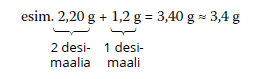 esim. 2,20 g + 1,2 g = 3,40 g ≈ 3,4 g
2 desi- 1 desi-
maalia maali